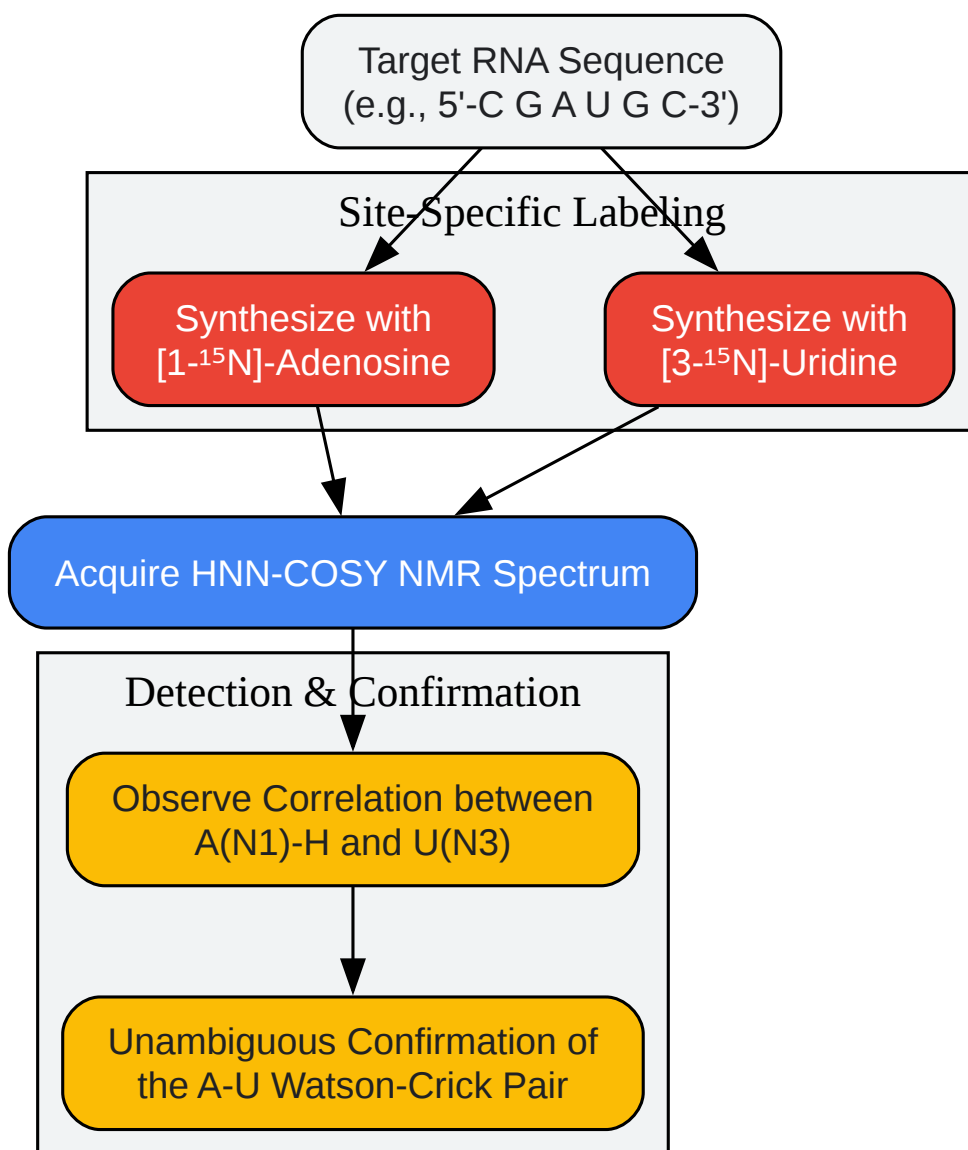 Target RNA Sequence
(e.g., 5'-C G A U G C-3')
Site-Specific Labeling
Synthesize with
[1-¹⁵N]-Adenosine
Synthesize with
[3-¹⁵N]-Uridine
Acquire HNN-COSY NMR Spectrum
Detection & Confirmation
Observe Correlation between
A(N1)-H and U(N3)
Unambiguous Confirmation of
the A-U Watson-Crick Pair